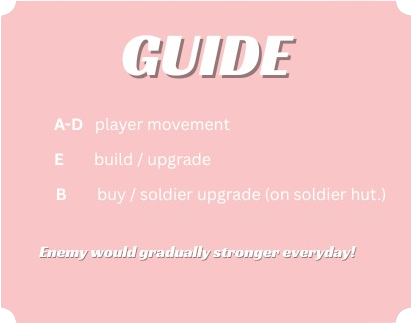 GUIDE
A-D player movement
E build / upgrade
B buy / soldier upgrade (on soldier hut.)
Enemy would gradually stronger everyday!